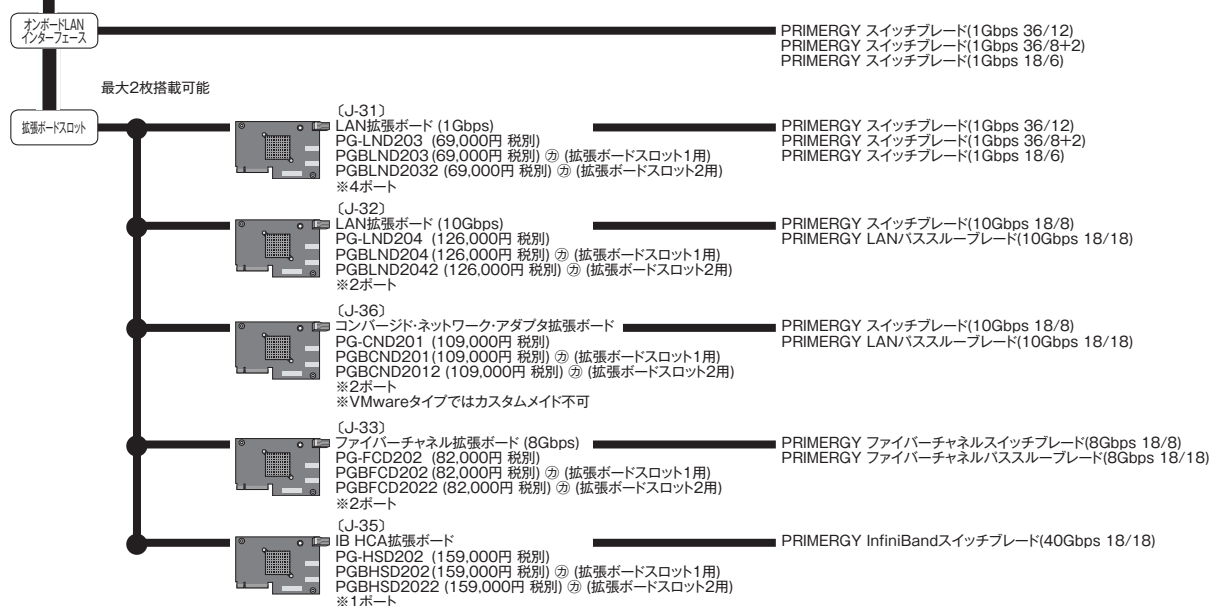 オンボードLAN
インターフェース
PRIMERGY スイッチブレード(1Gbps 36/12)
PRIMERGY スイッチブレード(1Gbps 36/8+2)
PRIMERGY スイッチブレード(1Gbps 18/6)
最大2枚搭載可能
拡張ボードスロット
〔J-31〕
LAN拡張ボード (1Gbps)
PG-LND203 (69,000円 税別)
PGBLND203 (69,000円 税別) ㋕ (拡張ボードスロット1用)
PGBLND2032 (69,000円 税別) ㋕ (拡張ボードスロット2用)
※4ポート
PRIMERGY スイッチブレード(1Gbps 36/12)
PRIMERGY スイッチブレード(1Gbps 36/8+2)
PRIMERGY スイッチブレード(1Gbps 18/6)
〔J-32〕
LAN拡張ボード (10Gbps)
PG-LND204 (126,000円 税別)
PGBLND204 (126,000円 税別) ㋕ (拡張ボードスロット1用)
PGBLND2042 (126,000円 税別) ㋕ (拡張ボードスロット2用)
※2ポート
PRIMERGY スイッチブレード(10Gbps 18/8)
PRIMERGY LANパススルーブレード(10Gbps 18/18)
〔J-36〕
コンバージド・ネットワーク・アダプタ拡張ボード
PG-CND201 (109,000円 税別)
PGBCND201 (109,000円 税別) ㋕ (拡張ボードスロット1用)
PGBCND2012 (109,000円 税別) ㋕ (拡張ボードスロット2用)
※2ポート
※VMwareタイプではカスタムメイド不可
PRIMERGY スイッチブレード(10Gbps 18/8)
PRIMERGY LANパススルーブレード(10Gbps 18/18)
〔J-33〕
ファイバーチャネル拡張ボード (8Gbps)
PG-FCD202 (82,000円 税別)
PGBFCD202 (82,000円 税別) ㋕ (拡張ボードスロット1用)
PGBFCD2022 (82,000円 税別) ㋕ (拡張ボードスロット2用)
※2ポート
PRIMERGY ファイバーチャネルスイッチブレード(8Gbps 18/8)
PRIMERGY ファイバーチャネルパススルーブレード(8Gbps 18/18)
〔J-35〕
IB HCA拡張ボード
PG-HSD202 (159,000円 税別)
PGBHSD202 (159,000円 税別) ㋕ (拡張ボードスロット1用)
PGBHSD2022 (159,000円 税別) ㋕ (拡張ボードスロット2用)
※1ポート
PRIMERGY InfiniBandスイッチブレード(40Gbps 18/18)